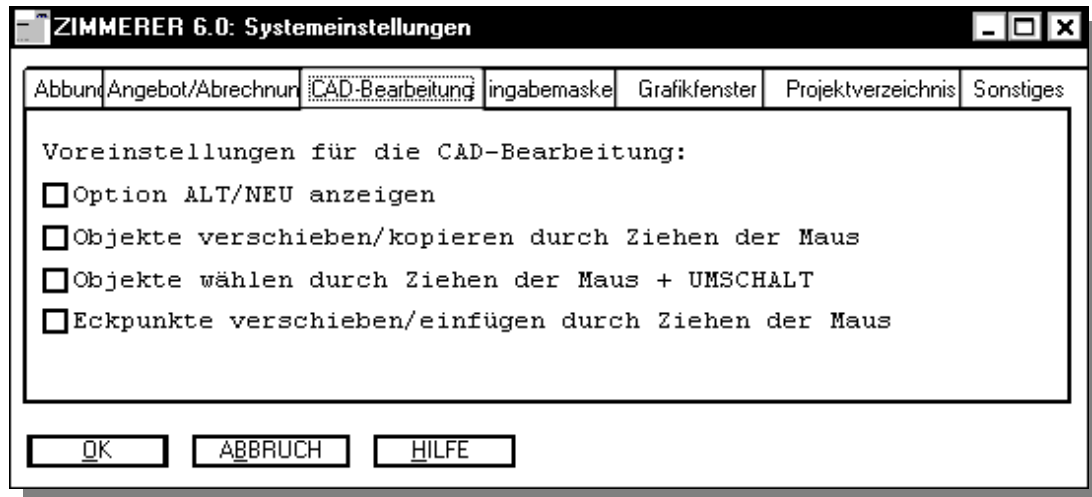 ZIMMERER 6.0: Systemeinstellungen
Abbund Angebot/Abrechnun CAD-Bearbeitung ingabemaske Grafikfenster Projektverzeichnis Sonstiges
Voreinstellungen für die CAD-Bearbeitung:
Option ALT/NEU anzeigen
Objekte verschieben/kopieren durch Ziehen der Maus
Objekte wählen durch Ziehen der Maus + UMSCHALT
Eckpunkte verschieben/einfügen durch Ziehen der Maus
OK ABBRUCH HILFE